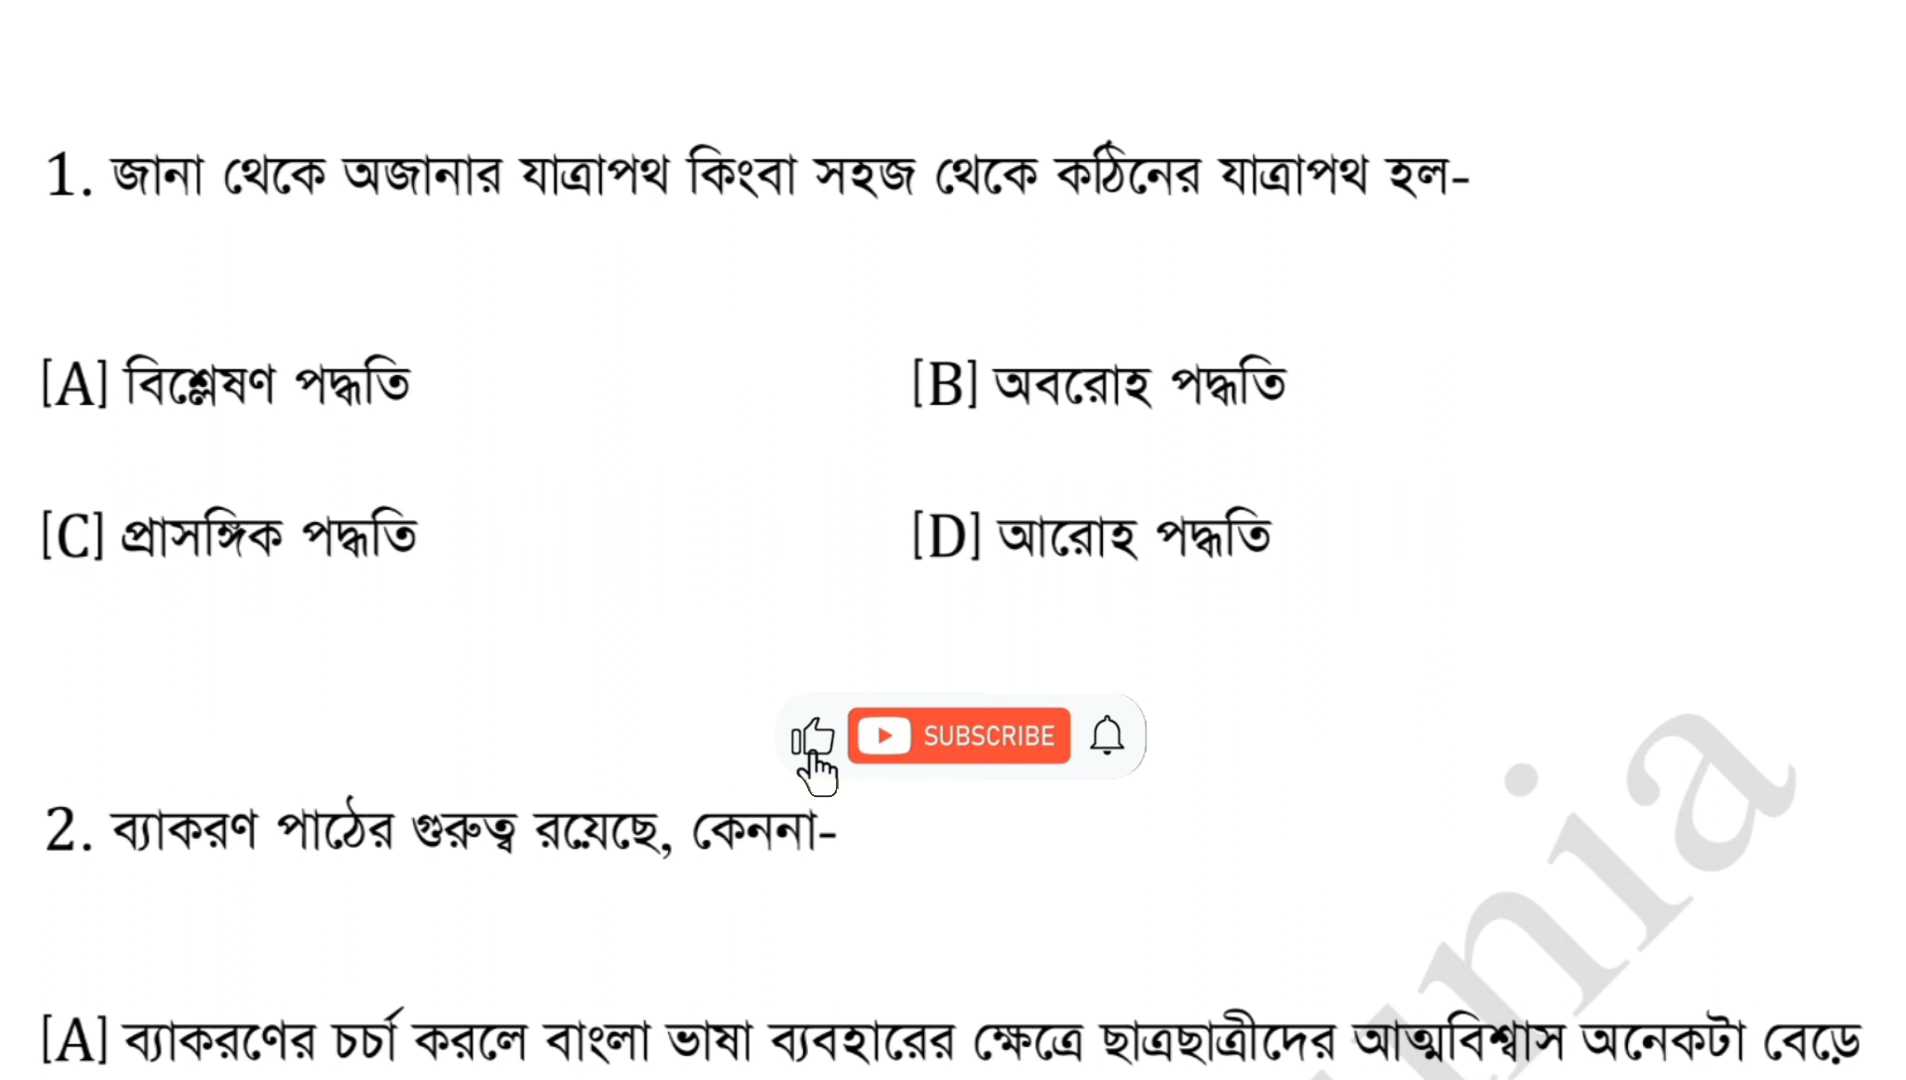 1. জানা থেকে অজানার যাত্রাপথ কিংবা সহজ থেকে কঠিনের যাত্রাপথ হল-
[A] বিশ্লেষণ পদ্ধতি [B] অবরোহ পদ্ধতি
[C] প্রাসঙ্গিক পদ্ধতি [D] আরোহ পদ্ধতি
SUBSCRIBE
2. ব্যাকরণ পাঠের গুরুত্ব রয়েছে, কেননা-
[A] ব্যাকরণের চর্চা করলে বাংলা ভাষা ব্যবহারের ক্ষেত্রে ছাত্রছাত্রীদের আত্মবিশ্বাস অনেকটা বেড়ে